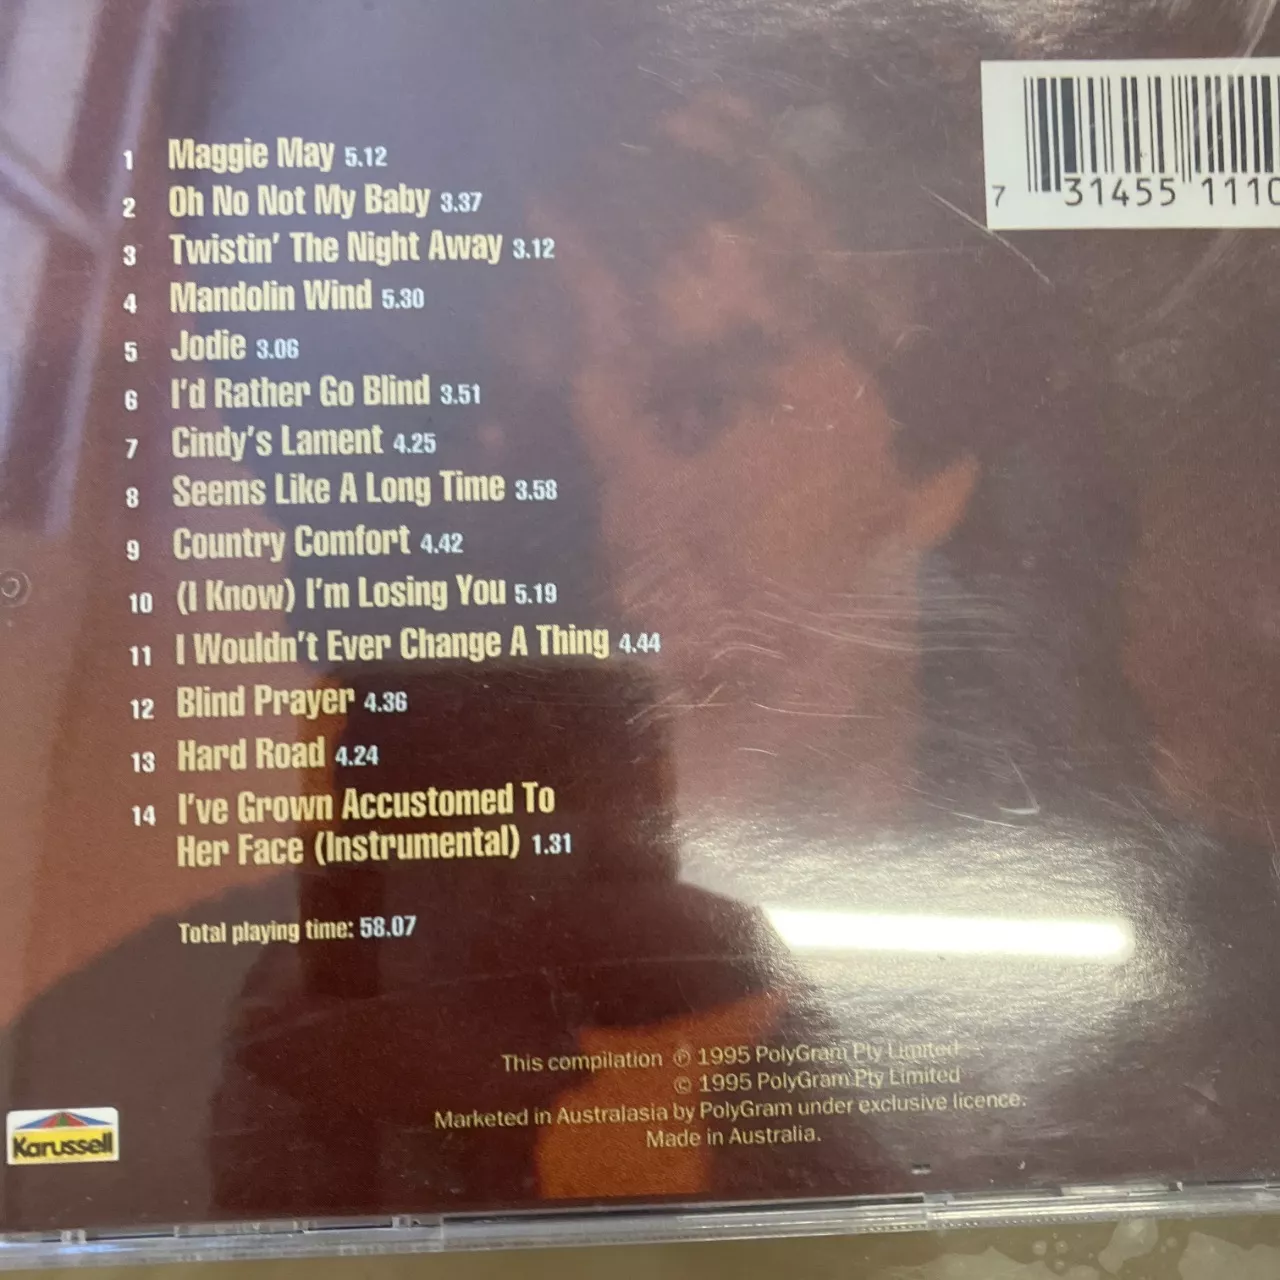 7 31455 1110
1 Maggie May 5.12
2 Oh No Not My Baby 3.37
3 Twistin' The Night Away 3.12
4 Mandolin Wind 5.30
5 Jodie 3.06
6 I'd Rather Go Blind 3.51
7 Cindy's Lament 4.25
8 Seems Like A Long Time 3.58
9 Country Comfort 4.42
10 (I Know) I'm Losing You 5.19
11 I Wouldn't Ever Change A Thing 4.44
12 Blind Prayer 4.36
13 Hard Road 4.24
14 I've Grown Accustomed To
Her Face (Instrumental) 1.31
Total playing time: 58.07
This compilation ℗ 1995 PolyGram Pty Limited
© 1995 PolyGram Pty Limited
Marketed in Australasia by PolyGram under exclusive licence.
Made in Australia.
Karussell